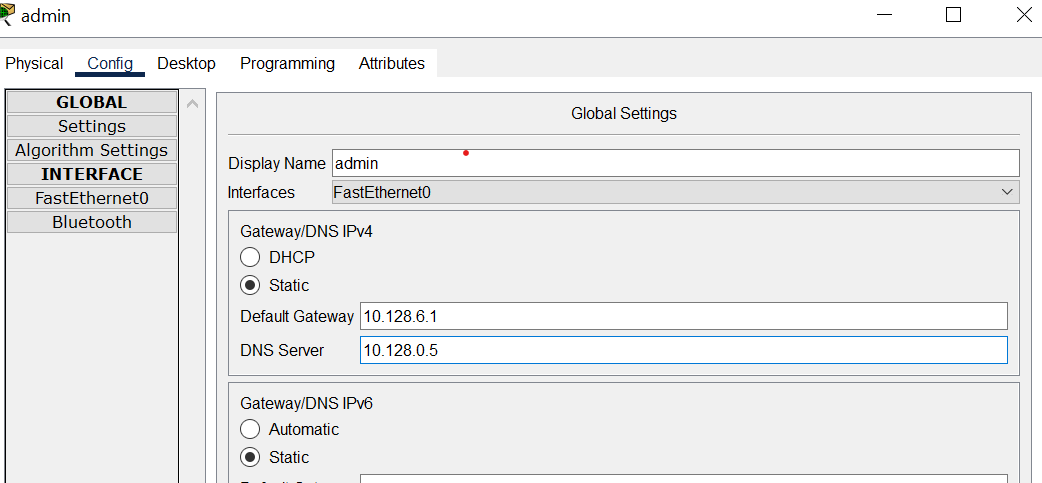 admin
Physical Config Desktop Programming Attributes
GLOBAL
Settings
Algorithm Settings
INTERFACE
FastEthernet0
Bluetooth
Global Settings
Display Name admin
Interfaces FastEthernet0
Gateway/DNS IPv4
DHCP
Static
Default Gateway 10.128.6.1
DNS Server 10.128.0.5
Gateway/DNS IPv6
Automatic
Static